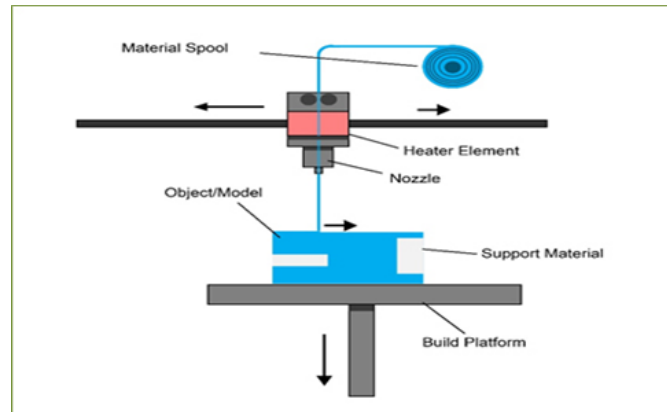 Material Spool
Heater Element
Nozzle
Object/Model
Support Material
Build Platform